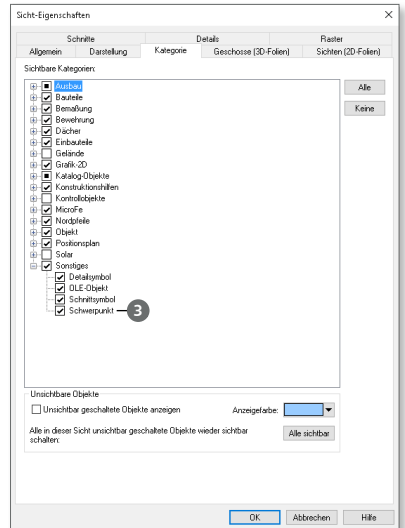 Sicht-Eigenschaften
Schnitte Details Raster
Allgemein Darstellung Kategorie Geschosse (3D-Folien) Sichten (2D-Folien)
Sichtbare Kategorien:
Ausbau
Bauteile
Bemaßung
Bewehrung
Dächer
Einbauteile
Gelände
Grafik-2D
Katalog-Objekte
Konstruktionshilfen
Kontrollobjekte
MicroFe
Nordpfeile
Objekt
Positionsplan
Solar
Sonstiges
Detailsymbol
OLE-Objekt
Schnittsymbol
Schwerpunkt 3
Alle
Keine
Unsichtbare Objekte
Unsichtbar geschaltete Objekte anzeigen Anzeigefarbe:
Alle in dieser Sicht unsichtbar geschaltete Objekte wieder sichtbar
schalten:
Alle sichtbar
OK Abbrechen Hilfe